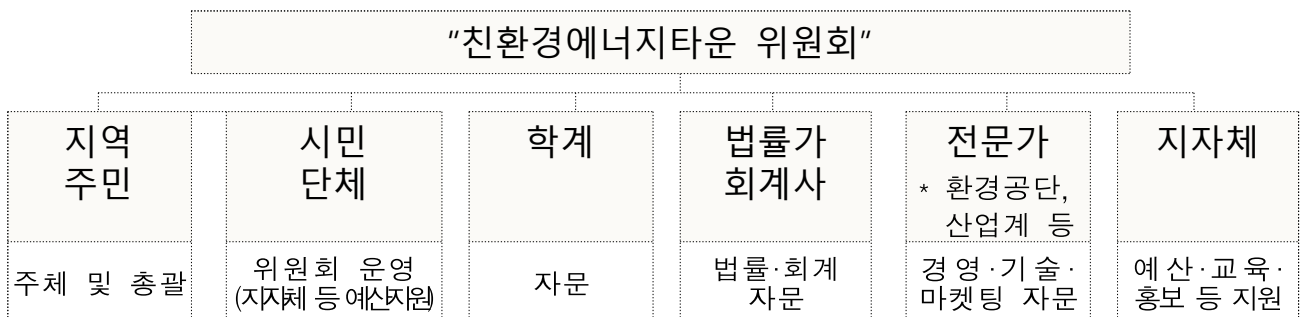 "친환경에너지타운 위원회"
지역
주민
시민
단체
학계
법률가
회계사
전문가
* 환경공단,
산업계 등
지자체
주체 및 총괄
위원회 운영
(지자체 등 예산지원)
자문
법률·회계
자문
경영·기술·
마켓팅 자문
예산·교육·
홍보 등 지원